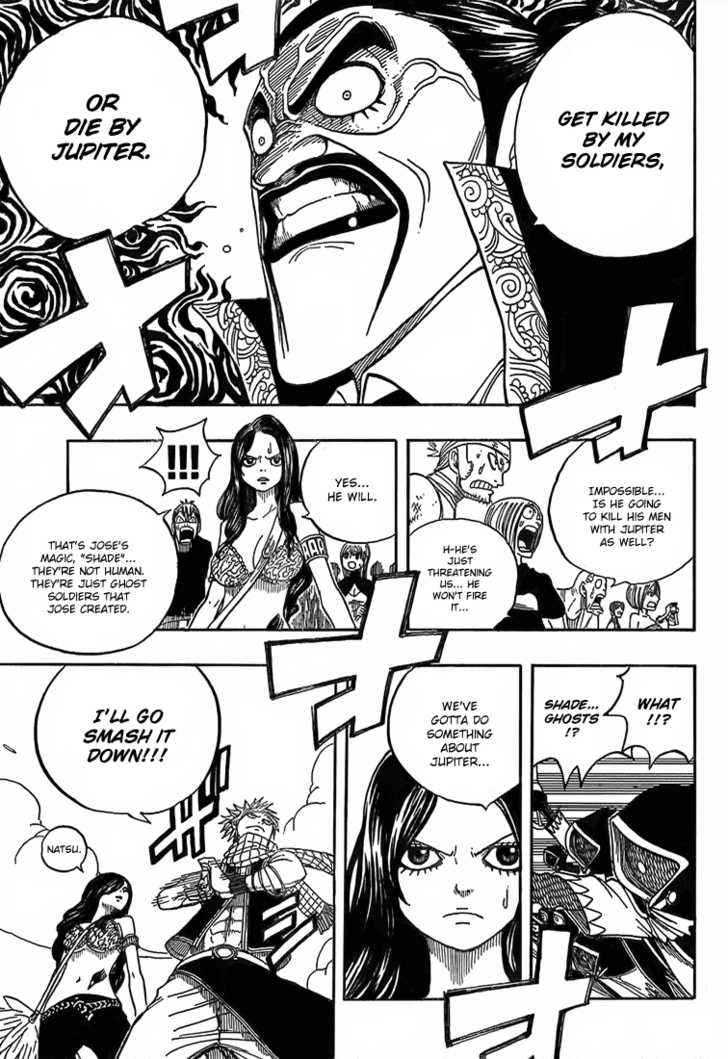 GET KILLED
BY MY
SOLDIERS,
OR
DIE BY
JUPITER.
IMPOSSIBLE...
IS HE GOING
TO KILL HIS MEN
WITH JUPITER
AS WELL?
H-HE'S
JUST
THREATENING
US... HE
WON'T FIRE
IT...
YES...
HE WILL.
!!!
THAT'S JOSE'S
MAGIC, "SHADE"...
THEY'RE NOT HUMAN.
THEY'RE JUST GHOST
SOLDIERS THAT
JOSE CREATED.
WHAT
!!?
SHADE...
GHOSTS
!?
WE'VE
GOTTA DO
SOMETHING
ABOUT
JUPITER...
I'LL GO
SMASH IT
DOWN!!!
NATSU.